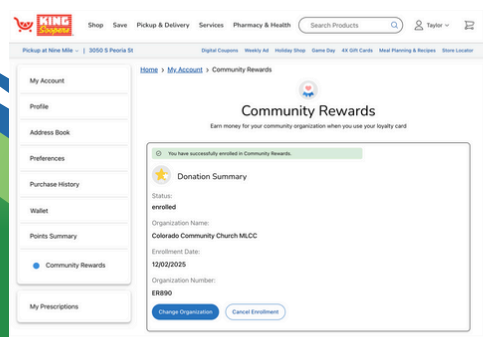 KING
Soopers
Shop Save Pickup & Delivery Services Pharmacy & Health Search Products Taylor
Pickup at Nine Mile - | 3050 S Peoria St Digital Coupons Weekly Ad Holiday Shop Game Day 4X Gift Cards Meal Planning & Recipes Store Locator
Home > My Account > Community Rewards
My Account
Profile
Address Book
Preferences
Purchase History
Wallet
Points Summary
Community Rewards
My Prescriptions
Community Rewards
Earn money for your community organization when you use your loyalty card
You have successfully enrolled in Community Rewards.
Donation Summary
Status:
enrolled
Organization Name:
Colorado Community Church MLCC
Enrollment Date:
12/02/2025
Organization Number:
ER890
Change Organization Cancel Enrollment